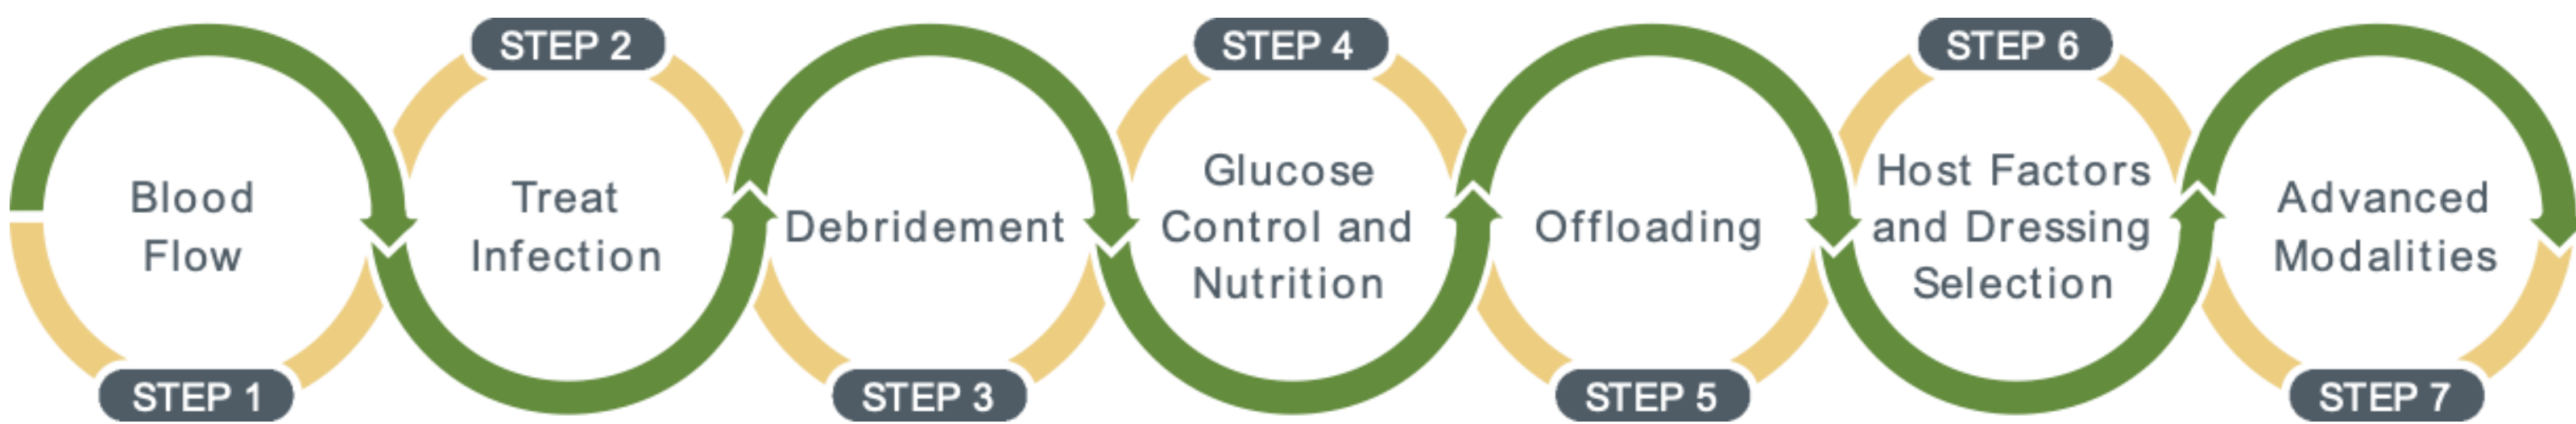 Blood
Flow
STEP 1
STEP 2
Treat
Infection
Debridement
STEP 3
STEP 4
Glucose
Control and
Nutrition
Offloading
STEP 5
STEP 6
Host Factors
and Dressing
Selection
Advanced
Modalities
STEP 7